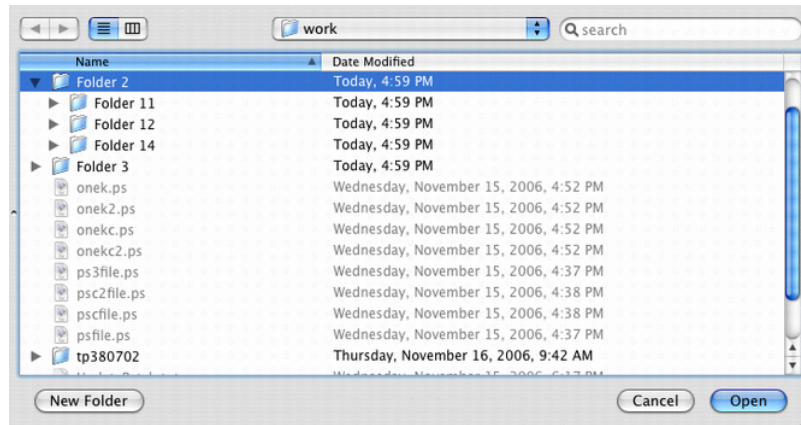 work search
Name Date Modified
Folder 2 Today, 4:59 PM
Folder 11 Today, 4:59 PM
Folder 12 Today, 4:59 PM
Folder 14 Today, 4:59 PM
Folder 3 Today, 4:59 PM
onek.ps Wednesday, November 15, 2006, 4:52 PM
onek2.ps Wednesday, November 15, 2006, 4:52 PM
onekc.ps Wednesday, November 15, 2006, 4:52 PM
onekc2.ps Wednesday, November 15, 2006, 4:52 PM
ps3file.ps Wednesday, November 15, 2006, 4:37 PM
psc2file.ps Wednesday, November 15, 2006, 4:38 PM
pscfile.ps Wednesday, November 15, 2006, 4:38 PM
psfile.ps Wednesday, November 15, 2006, 4:37 PM
tp380702 Thursday, November 16, 2006, 9:42 AM
New Folder Cancel Open